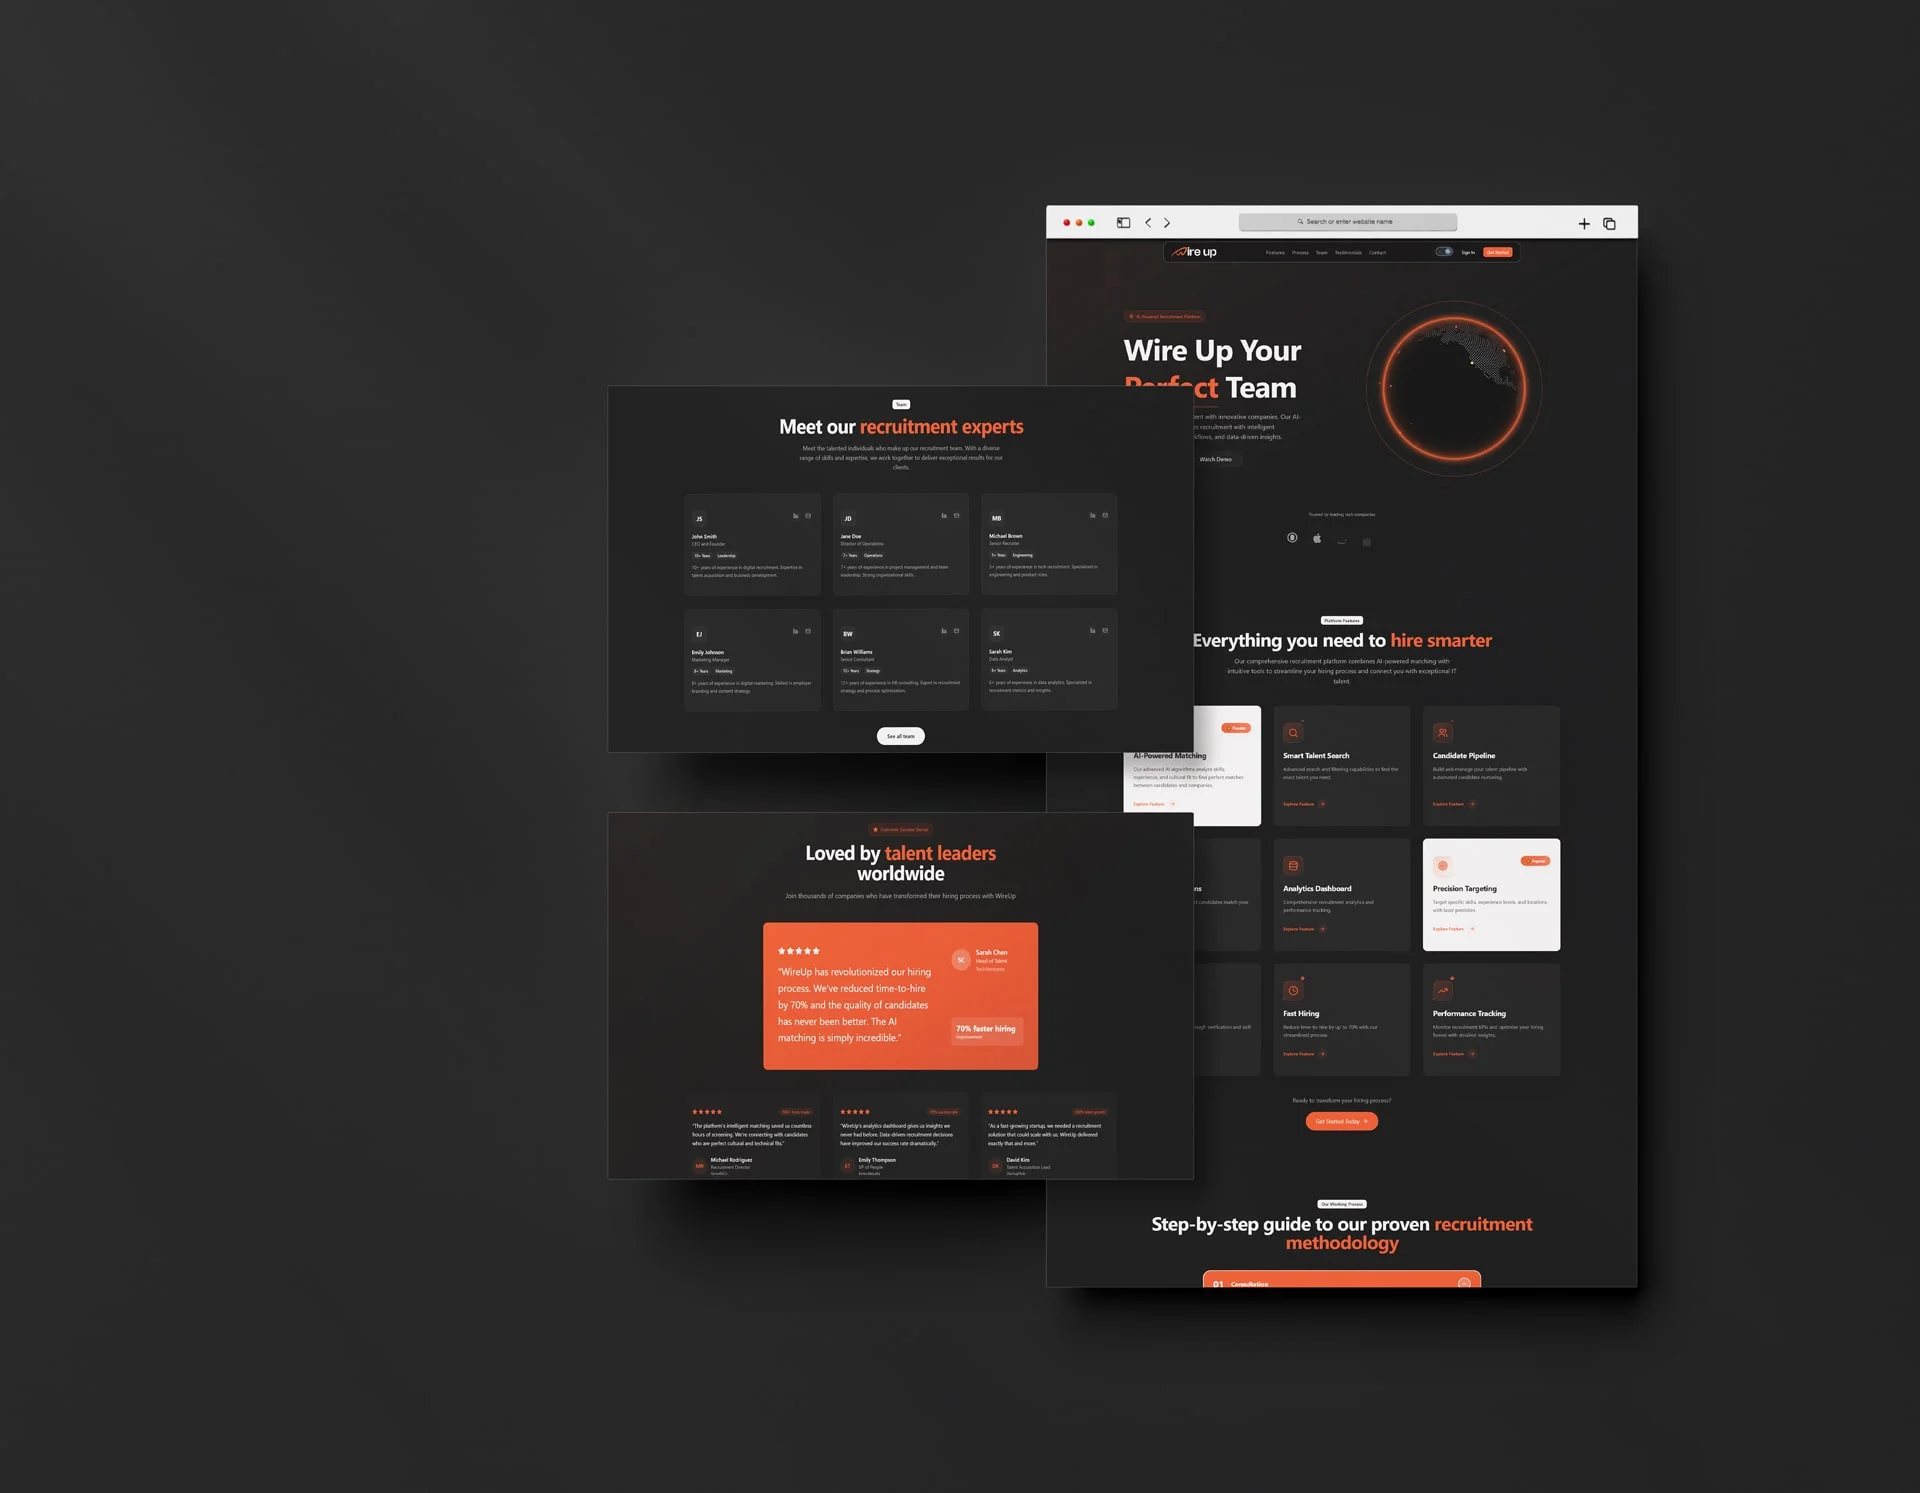 Search or enter website name
ire up
Features Process Team Testimonials Contact
Sign In
Get Started
AI-Powered Recruitment Platform
Wire Up Your
Perfect Team
ent with innovative companies. Our AI-
es recruitment with intelligent
kflows, and data-driven insights.
Watch Demo
Trusted by leading tech companies
Platform Features
Everything you need to hire smarter
Our comprehensive recruitment platform combines AI-powered matching with
intuitive tools to streamline your hiring process and connect you with exceptional IT
talent.
Popular
AI-Powered Matching
Our advanced AI algorithms analyze skills,
experience, and cultural fit to find perfect matches
between candidates and companies.
Explore Feature
Smart Talent Search
Advanced search and filtering capabilities to find the
exact talent you need.
Explore Feature
Candidate Pipeline
Build and manage your talent pipeline with
automated candidate nurturing.
Explore Feature
ns
t candidates match your
Analytics Dashboard
Comprehensive recruitment analytics and
performance tracking.
Explore Feature
Popular
Precision Targeting
Target specific skills, experience levels, and locations
with laser precision.
Explore Feature
ough verification and skill
Fast Hiring
Reduce time-to-hire by up to 70% with our
streamlined process.
Explore Feature
Performance Tracking
Monitor recruitment KPIs and optimize your hiring
funnel with detailed insights.
Explore Feature
Ready to transform your hiring process?
Get Started Today
Our Working Process
Step-by-step guide to our proven recruitment
methodology
01 Consultation
Team
Meet our recruitment experts
Meet the talented individuals who make up our recruitment team. With a diverse
range of skills and expertise, we work together to deliver exceptional results for our
clients.
JS
John Smith
CEO and Founder
10+ Years Leadership
10+ years of experience in digital recruitment. Expertise in
talent acquisition and business development.
JD
Jane Doe
Director of Operations
7+ Years Operations
7+ years of experience in project management and team
leadership. Strong organizational skills.
MB
Michael Brown
Senior Recruiter
5+ Years Engineering
5+ years of experience in tech recruitment. Specialized in
engineering and product roles.
EJ
Emily Johnson
Marketing Manager
8+ Years Marketing
8+ years of experience in digital marketing. Skilled in employer
branding and content strategy.
BW
Brian Williams
Senior Consultant
12+ Years Strategy
12+ years of experience in HR consulting. Expert in recruitment
strategy and process optimization.
SK
Sarah Kim
Data Analyst
6+ Years Analytics
6+ years of experience in data analytics. Specialized in
recruitment metrics and insights.
See all team
Customer Success Stories
Loved by talent leaders
worldwide
Join thousands of companies who have transformed their hiring process with WireUp
"WireUp has revolutionized our hiring
process. We've reduced time-to-hire
by 70% and the quality of candidates
has never been better. The AI
matching is simply incredible."
SC
Sarah Chen
Head of Talent
TechVentures
70% faster hiring
Improvement
"The platform's intelligent matching saved us countless
hours of screening. We're connecting with candidates
who are perfect cultural and technical fits."
MR
Michael Rodriguez
Recruitment Director
GrowthCo
"WireUp's analytics dashboard gives us insights we
never had before. Data-driven recruitment decisions
have improved our success rate dramatically."
ET
Emily Thompson
VP of People
InnovateLabs
"As a fast-growing startup, we needed a recruitment
solution that could scale with us. WireUp delivered
exactly that and more."
DK
David Kim
Talent Acquisition Lead
StartupHub